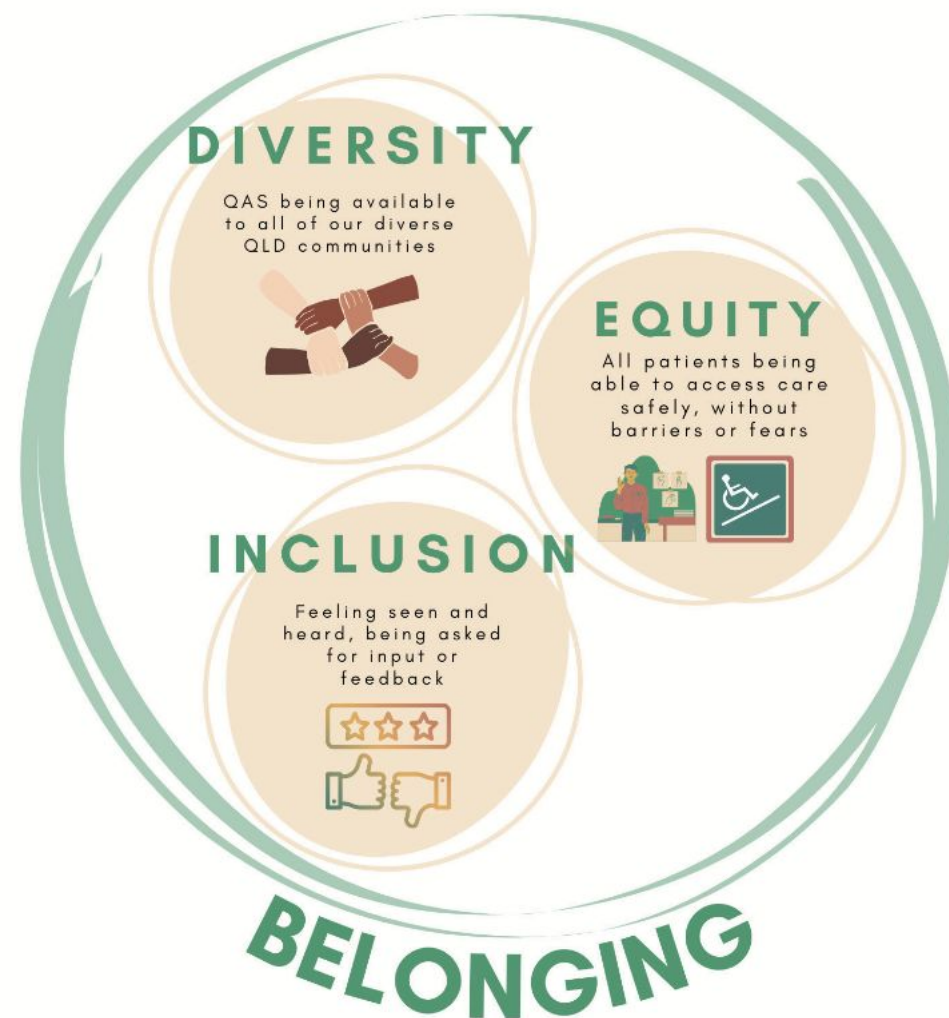 DIVERSITY
QAS being available
to all of our diverse
QLD communities
EQUITY
All patients being
able to access care
safely, without
barriers or fears
INCLUSION
Feeling seen and
heard, being asked
for input or
feedback
BELONGING